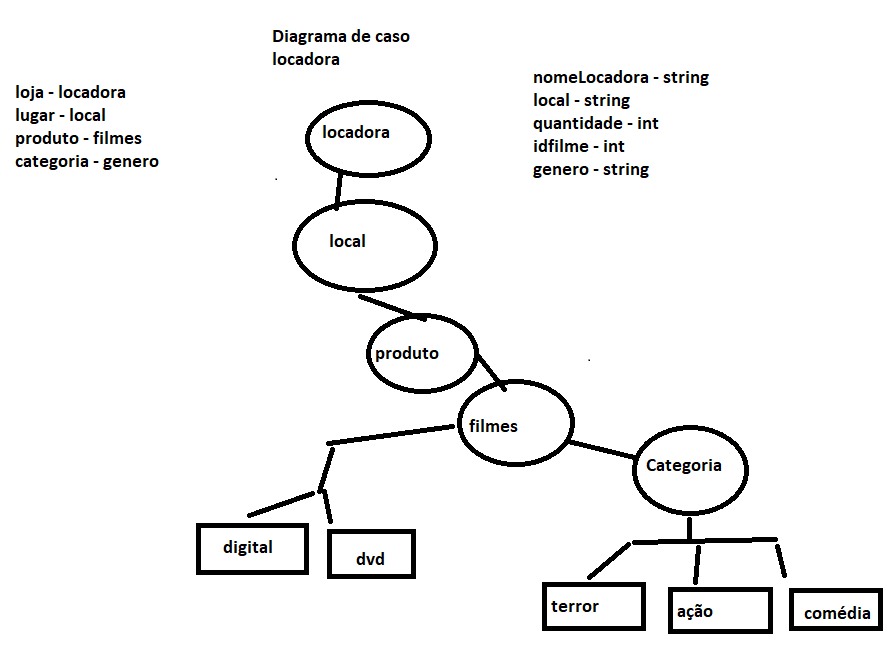 Diagrama de caso
locadora
loja - locadora
lugar - local
produto - filmes
categoria - genero
nomeLocadora - string
local - string
quantidade - int
idfilme - int
genero - string
locadora
local
produto
filmes
Categoria
digital
dvd
terror
ação
comédia